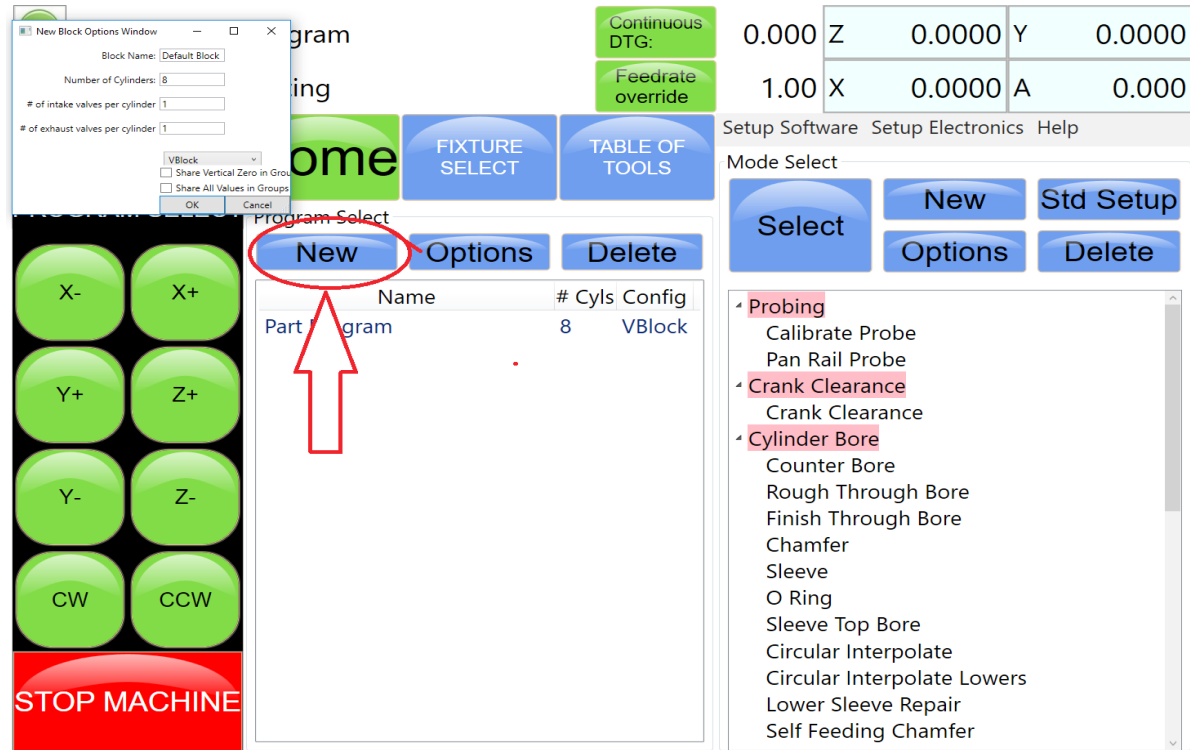 New Block Options Window
Block Name: Default Block
Number of Cylinders: 8
# of intake valves per cylinder 1
# of exhaust valves per cylinder 1
VBlock
Share Vertical Zero in Grou
Share All Values in Groups
OK Cancel
gram
ting
Continuous
DTG:
0.000 Z 0.0000 Y 0.0000
Feedrate
override
1.00 X 0.0000 A 0.000
ome
FIXTURE
SELECT
TABLE OF
TOOLS
Setup Software Setup Electronics Help
PROGRAM SELECT
X- X+
Y+ Z+
Y- Z-
CW CCW
STOP MACHINE
Program Select
New Options Delete
Name # Cyls Config
Part gram 8 VBlock
Mode Select
Select
New Std Setup
Options Delete
Probing
Calibrate Probe
Pan Rail Probe
Crank Clearance
Crank Clearance
Cylinder Bore
Counter Bore
Rough Through Bore
Finish Through Bore
Chamfer
Sleeve
O Ring
Sleeve Top Bore
Circular Interpolate
Circular Interpolate Lowers
Lower Sleeve Repair
Self Feeding Chamfer